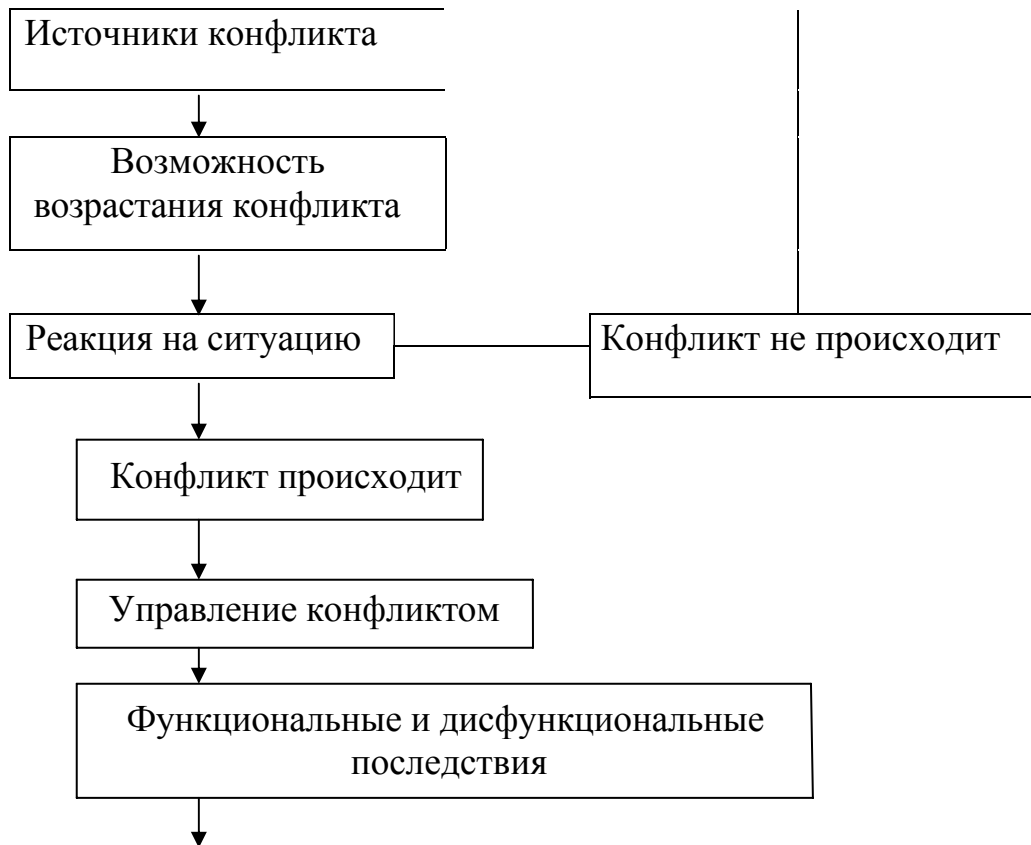 Источники конфликта
Возможность
возрастания конфликта
Реакция на ситуацию
Конфликт не происходит
Конфликт происходит
Управление конфликтом
Функциональные и дисфункциональные
последствия